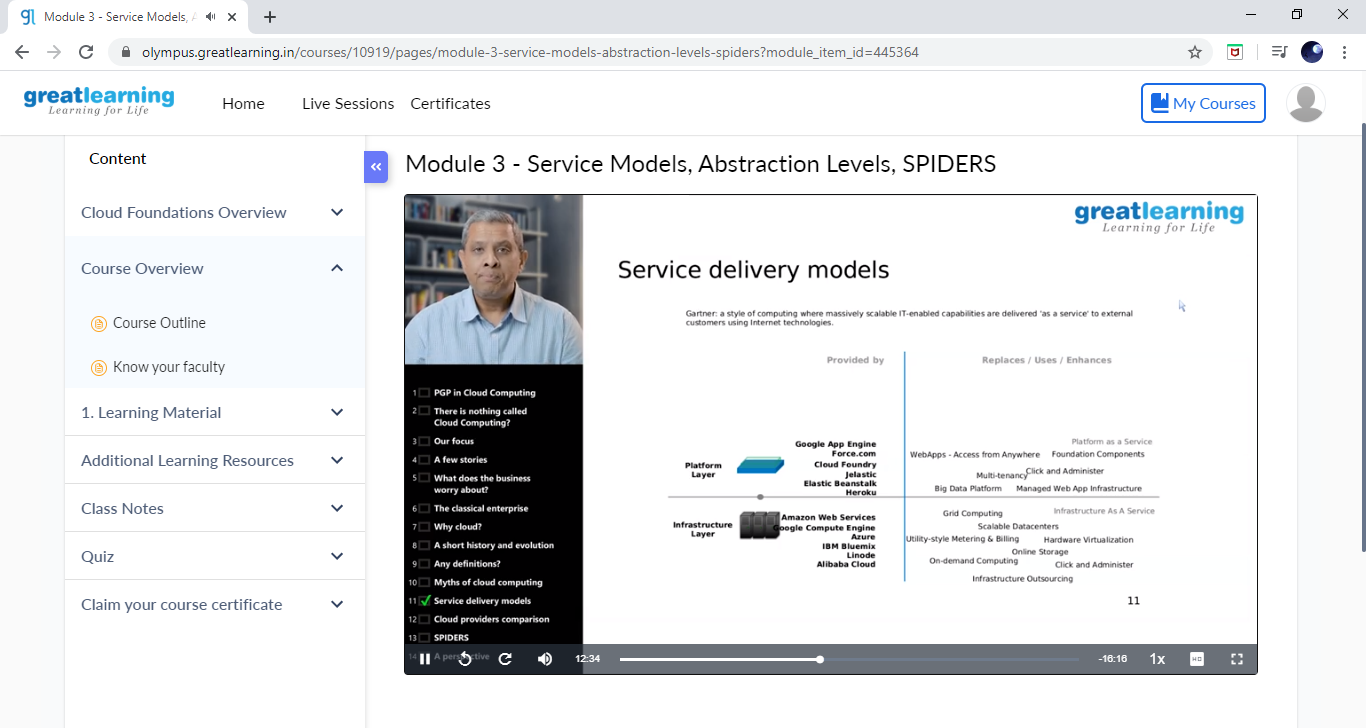 Module 3 - Service Models, A
olympus.greatlearning.in/courses/10919/pages/module-3-service-models-abstraction-levels-spiders?module_item_id=445364
greatlearning
Learning for Life
Home
Live Sessions
Certificates
My Courses
Content
Cloud Foundations Overview
Course Overview
Course Outline
Know your faculty
1. Learning Material
Additional Learning Resources
Class Notes
Quiz
Claim your course certificate
«
Module 3 - Service Models, Abstraction Levels, SPIDERS
1 PGP in Cloud Computing
2 There is nothing called
Cloud Computing?
3 Our focus
4 A few stories
5 What does the business
worry about?
6 The classical enterprise
7 Why cloud?
8 A short history and evolution
9 Any definitions?
10 Myths of cloud computing
11 Service delivery models
12 Cloud providers comparison
13 SPIDERS
14 A perspective
greatlearning
Learning for Life
Service delivery models
Gartner: a style of computing where massively scalable IT-enabled capabilities are delivered 'as a service' to external
customers using Internet technologies.
Provided by
Replaces / Uses / Enhances
Platform
Layer
Google App Engine
Force.com
Cloud Foundry
Jelastic
Elastic Beanstalk
Heroku
Platform as a Service
WebApps - Access from Anywhere
Foundation Components
Multi-tenancy
Click and Administer
Big Data Platform
Managed Web App Infrastructure
Infrastructure
Layer
Amazon Web Services
Google Compute Engine
Azure
IBM Bluemix
Linode
Alibaba Cloud
Grid Computing
Infrastructure As A Service
Scalable Datacenters
Utility-style Metering & Billing
Hardware Virtualization
Online Storage
On-demand Computing
Click and Administer
Infrastructure Outsourcing
11
12:34
-16:16
1x
HD